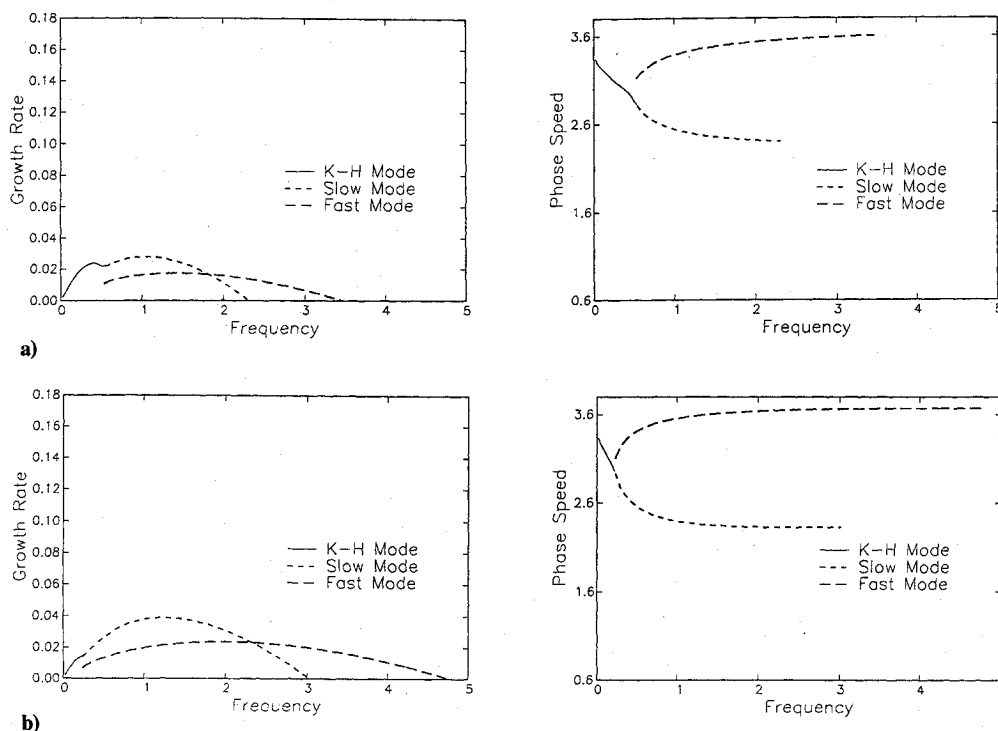 0.18
0.16
0.14
0.12
0.10
0.08
0.06
0.04
0.02
0.00
Growth Rate
K-H Mode
Slow Mode
Fast Mode
0 1 2 3 4 5
Frequency
3.6
2.6
1.6
0.6
Phase Speed
K-H Mode
Slow Mode
Fast Mode
0 1 2 3 4 5
Frequency
a)
0.18
0.16
0.14
0.12
0.10
0.08
0.06
0.04
0.02
0.00
Growth Rate
K-H Mode
Slow Mode
Fast Mode
0 1 2 3 4 5
Frequency
3.6
2.6
1.6
0.6
Phase Speed
K-H Mode
Slow Mode
Fast Mode
0 1 2 3 4 5
Frequency
b)